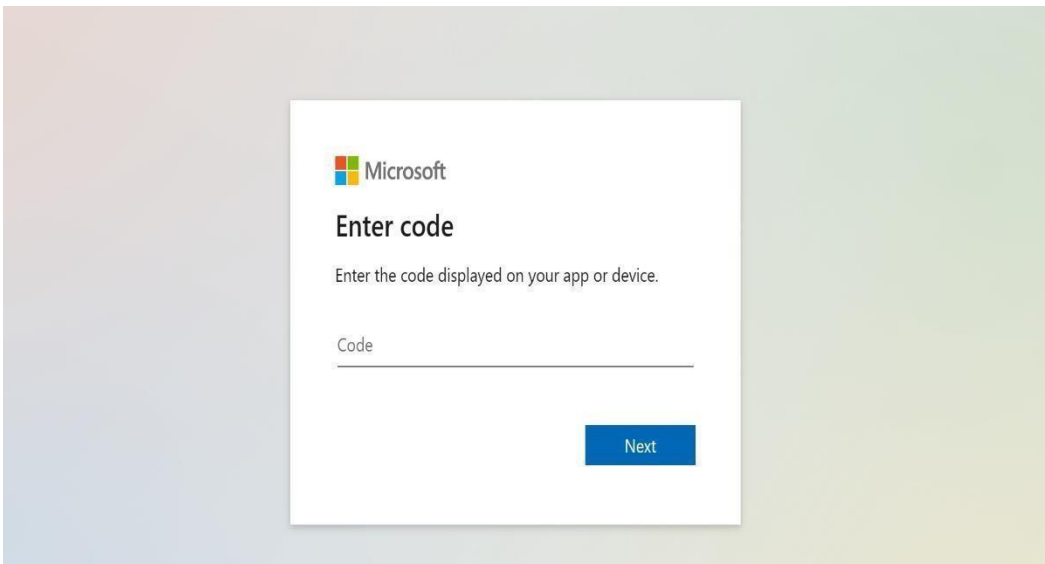 Microsoft
Enter code
Enter the code displayed on your app or device.
Code
Next